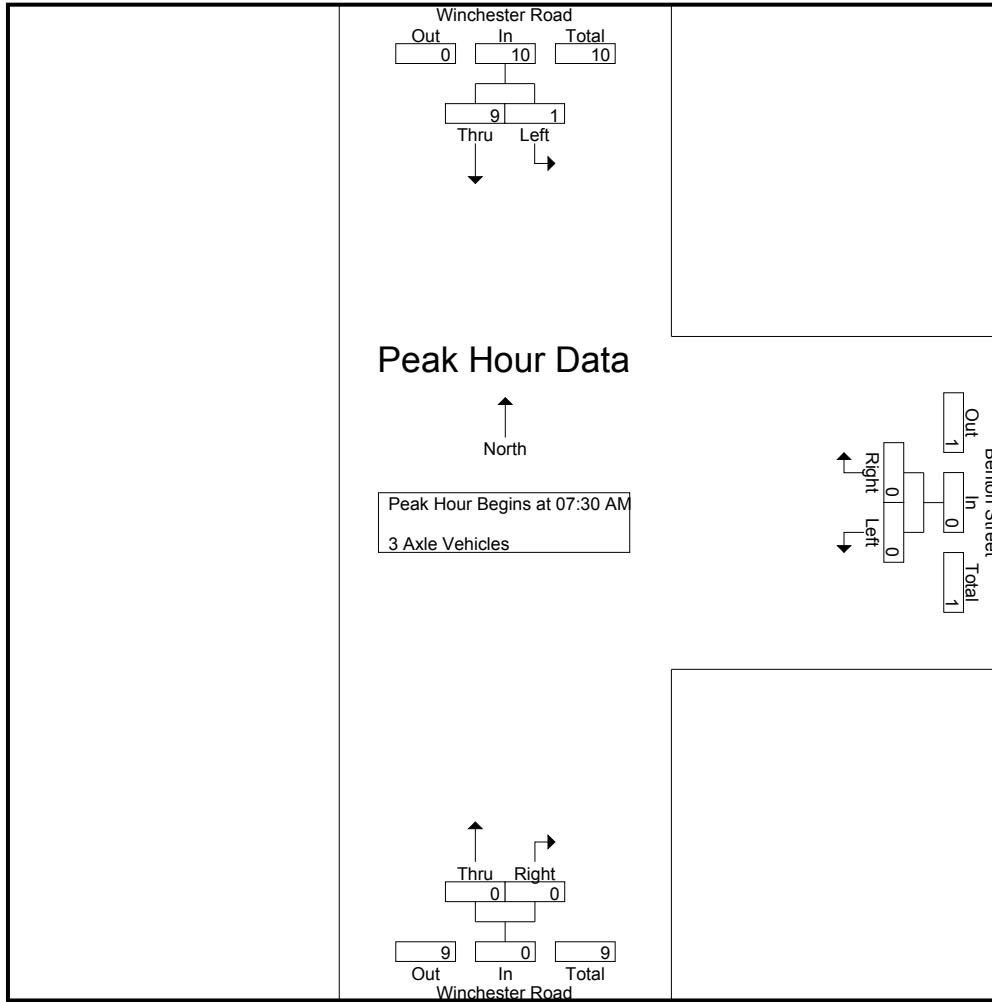 Winchester Road
Out In Total
0 10 10
9 1
Thru Left
Peak Hour Data
North
Peak Hour Begins at 07:30 AM
3 Axle Vehicles
Benton Street
Out In Total
1 0 1
Right Left
0 0
Thru Right
0 0
9 0 9
Out In Total
Winchester Road